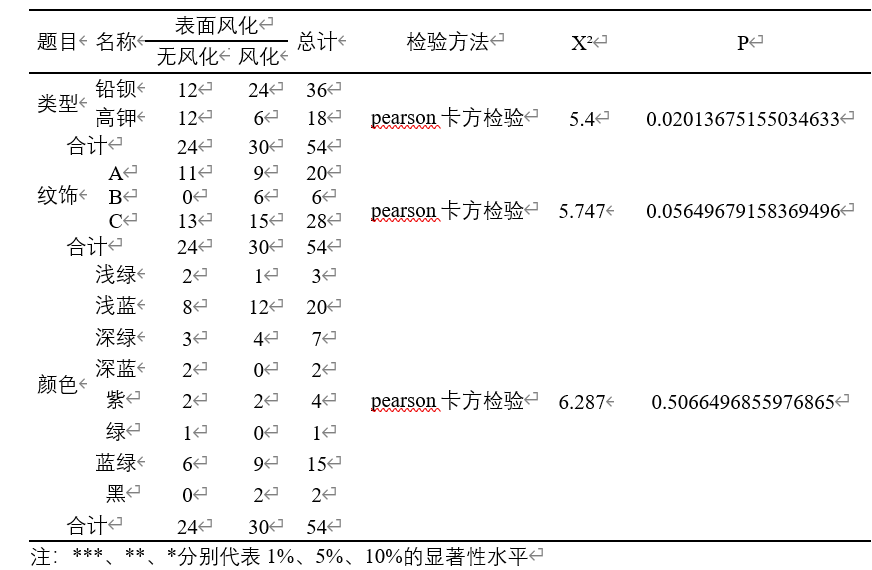 题目 名称 表面风化 总计 检验方法 X² P
无风化 风化
类型 铅钡 12 24 36 pearson 卡方检验 5.4 0.02013675155034633
高钾 12 6 18
合计 24 30 54
纹饰 A 11 9 20 pearson 卡方检验 5.747 0.05649679158369496
B 0 6 6
C 13 15 28
合计 24 30 54
颜色 浅绿 2 1 3 pearson 卡方检验 6.287 0.5066496855976865
浅蓝 8 12 20
深绿 3 4 7
深蓝 2 0 2
紫 2 2 4
绿 1 0 1
蓝绿 6 9 15
黑 0 2 2
合计 24 30 54
注：***、**、*分别代表 1%、5%、10%的显著性水平